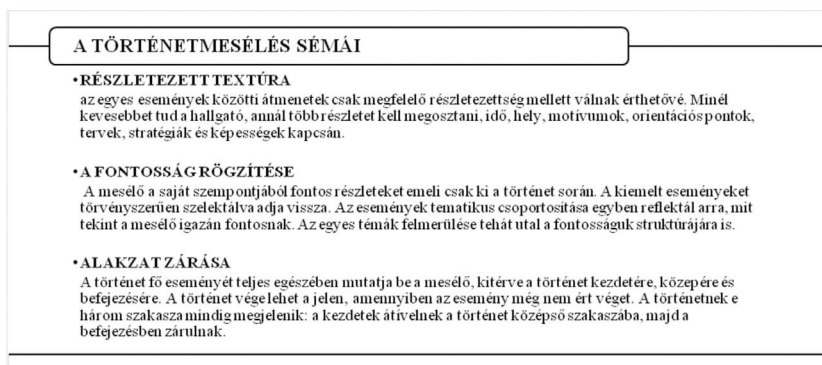 A TÖRTÉNETMESÉLÉS SÉMÁI
•RÉSZLETEZETT TEXTÚRA
az egyes események közötti átmenetek csak megfelelő részletezettség mellett válnak érthetővé. Minél
kevesebbet tud a hallgató, annál több részletet kell megosztani, idő, hely, motívumok, orientációs pontok,
tervek, stratégiák és képességek kapcsán.
•A FONTOSSÁG RÖGZÍTÉSE
A mesélő a saját szempontjából fontos részleteket emeli csak ki a történet során. A kiemelt eseményeket
törvényszerűen szelektálva adja vissza. Az események tematikus csoportosítása egyben reflektál arra, mit
tekint a mesélő igazán fontosnak. Az egyes témák felmerülése tehát utal a fontosságuk struktúrájára is.
•ALAKZAT ZÁRÁSA
A történet fő eseményét teljes egészében mutatja be a mesélő, kitérve a történet kezdetére, közepére és
befejezésére. A történet vége lehet a jelen, amennyiben az esemény még nem ért véget. A történetnek e
három szakasza mindig megjelenik: a kezdetek átívelnek a történet középső szakaszába, majd a
befejezésben zárulnak.